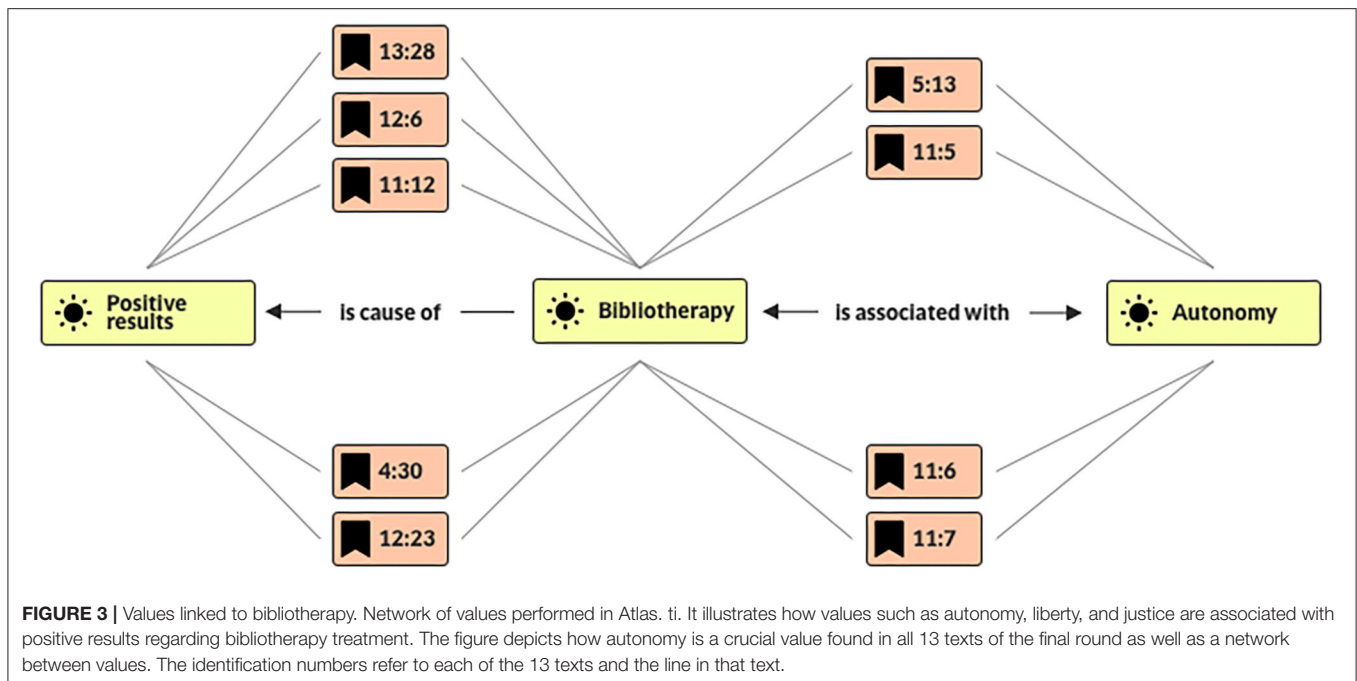 13:28
12:6
11:12
5:13
11:5
Positive
results
is cause of
Bibliotherapy
is associated with
Autonomy
4:30
12:23
11:6
11:7
FIGURE 3 | Values linked to bibliotherapy. Network of values performed in Atlas. ti. It illustrates how values such as autonomy, liberty, and justice are associated with
positive results regarding bibliotherapy treatment. The figure depicts how autonomy is a crucial value found in all 13 texts of the final round as well as a network
between values. The identification numbers refer to each of the 13 texts and the line in that text.